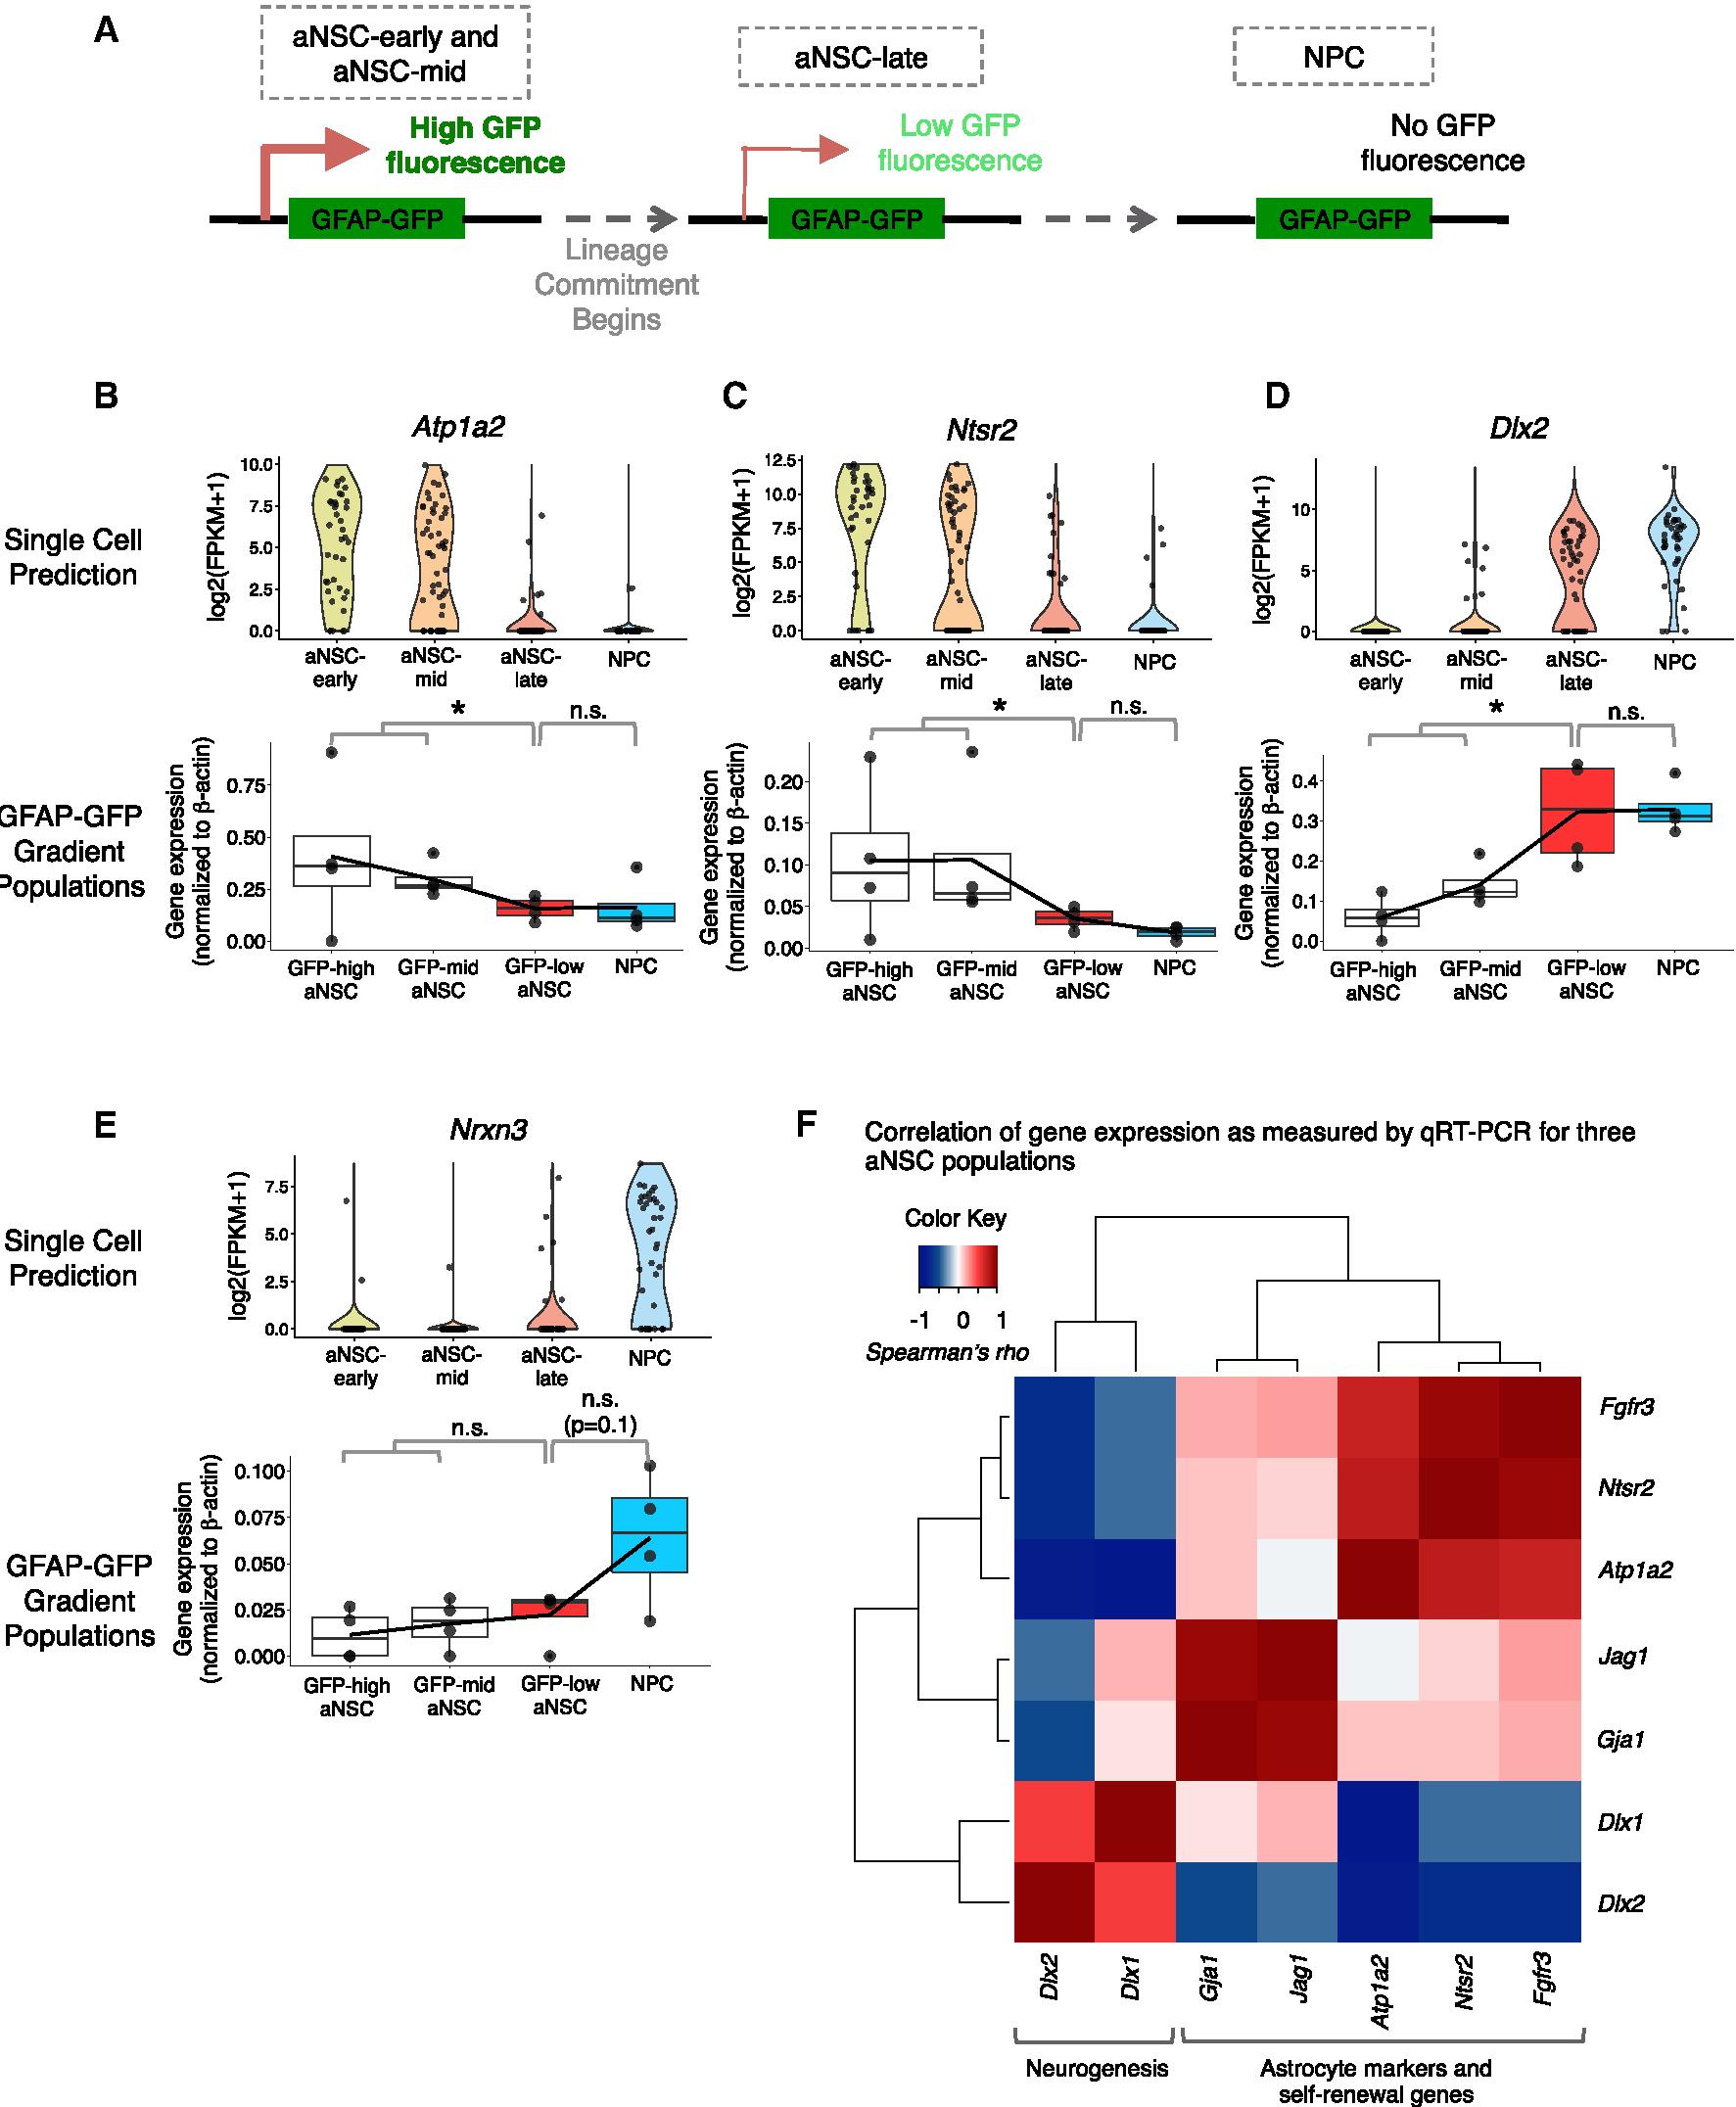 A
aNSC-early and
aNSC-mid
aNSC-late
NPC
High GFP
fluorescence
Low GFP
fluorescence
No GFP
fluorescence
GFAP-GFP
GFAP-GFP
GFAP-GFP
Lineage
Commitment
Begins
B
Atp1a2
Single Cell
Prediction
log2(FPKM+1)
10.0
7.5
5.0
2.5
0.0
aNSC-
early
aNSC-
mid
aNSC-
late
NPC
*
n.s.
GFAP-GFP
Gradient
Populations
Gene expression
(normalized to β-actin)
0.75
0.50
0.25
0.00
GFP-high
aNSC
GFP-mid
aNSC
GFP-low
aNSC
NPC
C
Ntsr2
log2(FPKM+1)
12.5
10.0
7.5
5.0
2.5
0.0
aNSC-
early
aNSC-
mid
aNSC-
late
NPC
*
n.s.
Gene expression
(normalized to β-actin)
0.20
0.15
0.10
0.05
0.00
GFP-high
aNSC
GFP-mid
aNSC
GFP-low
aNSC
NPC
D
Dlx2
log2(FPKM+1)
10
5
0
aNSC-
early
aNSC-
mid
aNSC-
late
NPC
*
n.s.
Gene expression
(normalized to β-actin)
0.4
0.3
0.2
0.1
0.0
GFP-high
aNSC
GFP-mid
aNSC
GFP-low
aNSC
NPC
E
Nrxn3
Single Cell
Prediction
log2(FPKM+1)
7.5
5.0
2.5
0.0
aNSC-
early
aNSC-
mid
aNSC-
late
NPC
n.s.
n.s.
(p=0.1)
GFAP-GFP
Gradient
Populations
Gene expression
(normalized to β-actin)
0.100
0.075
0.050
0.025
0.000
GFP-high
aNSC
GFP-mid
aNSC
GFP-low
aNSC
NPC
F
Correlation of gene expression as measured by qRT-PCR for three
aNSC populations
Color Key
-1 0 1
Spearman's rho
Fgfr3
Ntsr2
Atp1a2
Jag1
Gja1
Dlx1
Dlx2
Dlx2
Dlx1
Gja1
Jag1
Atp1a2
Ntsr2
Fgfr3
Neurogenesis
Astrocyte markers and
self-renewal genes